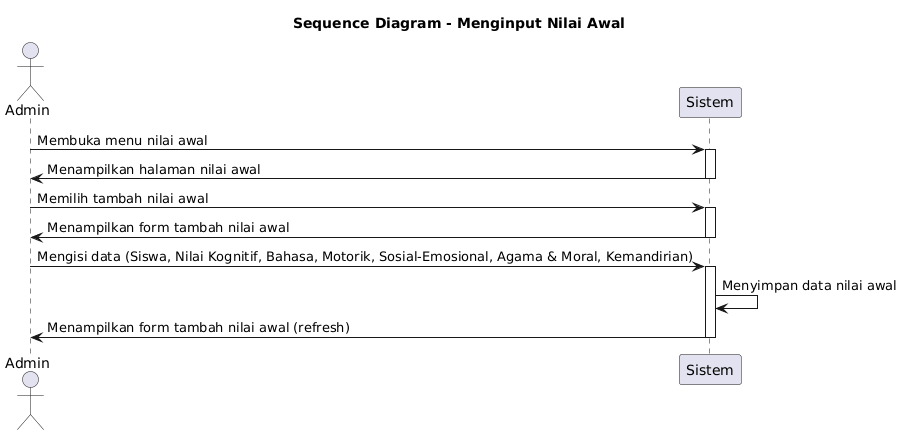 Sequence Diagram - Menginput Nilai Awal
Admin
Sistem
Membuka menu nilai awal
Menampilkan halaman nilai awal
Memilih tambah nilai awal
Menampilkan form tambah nilai awal
Mengisi data (Siswa, Nilai Kognitif, Bahasa, Motorik, Sosial-Emosional, Agama & Moral, Kemandirian)
Menyimpan data nilai awal
Menampilkan form tambah nilai awal (refresh)
Admin
Sistem